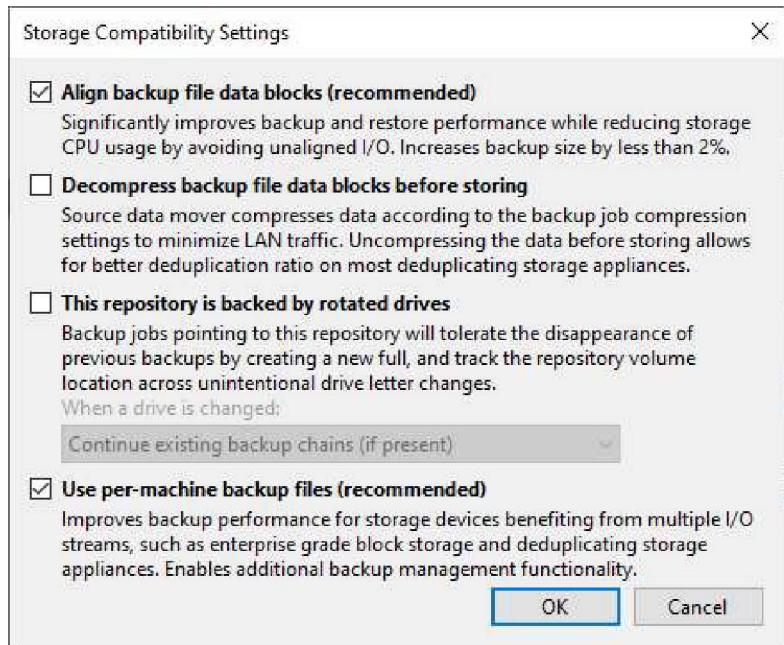 Storage Compatibility Settings
Align backup file data blocks (recommended)
Significantly improves backup and restore performance while reducing storage
CPU usage by avoiding unaligned I/O. Increases backup size by less than 2%.
Decompress backup file data blocks before storing
Source data mover compresses data according to the backup job compression
settings to minimize LAN traffic. Uncompressing the data before storing allows
for better deduplication ratio on most deduplicating storage appliances.
This repository is backed by rotated drives
Backup jobs pointing to this repository will tolerate the disappearance of
previous backups by creating a new full, and track the repository volume
location across unintentional drive letter changes.
When a drive is changed:
Continue existing backup chains (if present)
Use per-machine backup files (recommended)
Improves backup performance for storage devices benefiting from multiple I/O
streams, such as enterprise grade block storage and deduplicating storage
appliances. Enables additional backup management functionality.
OK Cancel